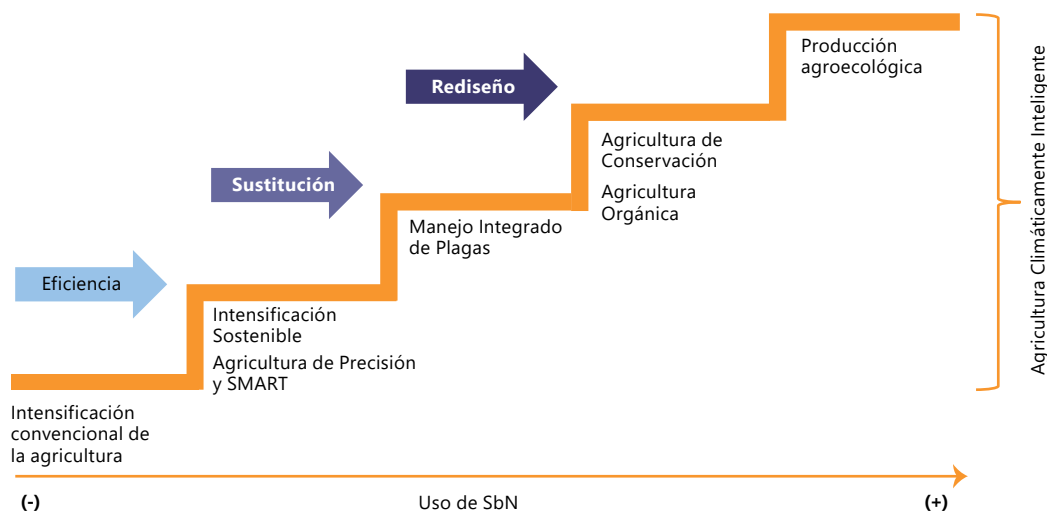 Producción
agroecológica
Rediseño
Agricultura de
Conservación
Agricultura
Orgánica
Sustitución
Manejo Integrado
de Plagas
Eficiencia
Intensificación
Sostenible
Agricultura de Precisión
y SMART
Intensificación
convencional de
la agricultura
Agricultura Climáticamente Inteligente
(-)
Uso de SbN
(+)